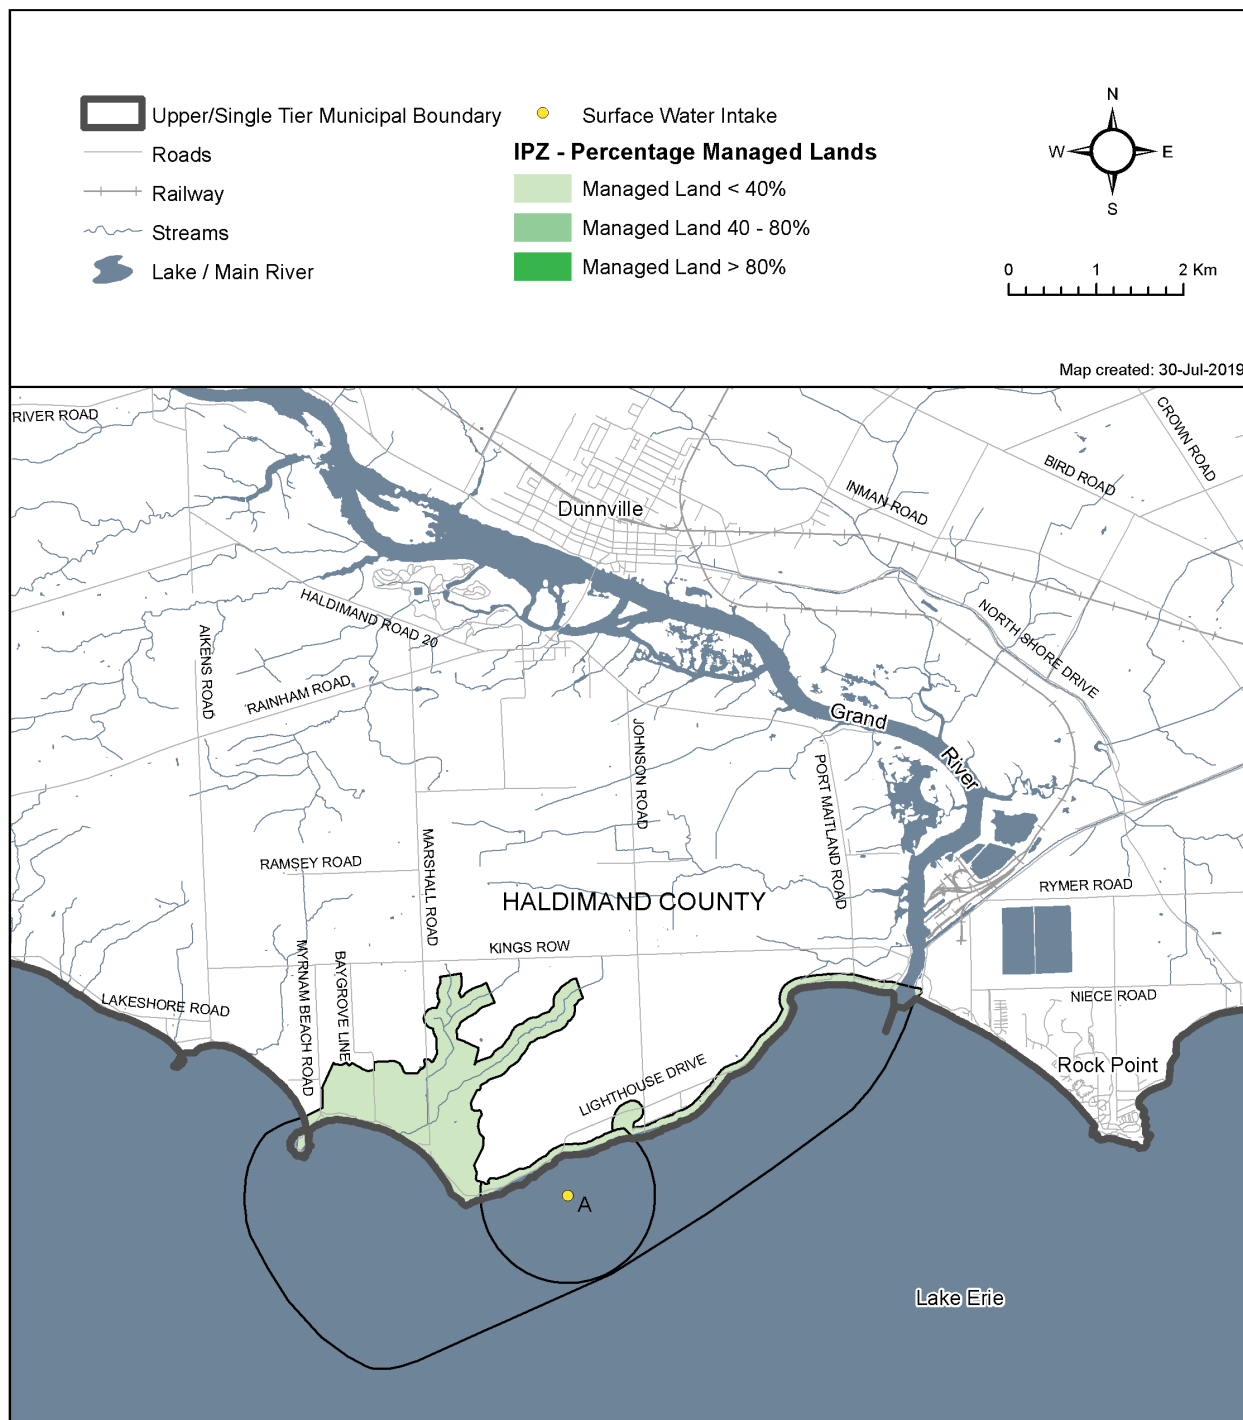 Upper/Single Tier Municipal Boundary
Roads
Railway
Streams
Lake / Main River
Surface Water Intake
IPZ - Percentage Managed Lands
Managed Land < 40%
Managed Land 40 - 80%
Managed Land > 80%
N
W E
S
0 1 2 Km
Map created: 30-Jul-2019
RIVER ROAD
CROWN ROAD
BIRD ROAD
INMAN ROAD
Dunnville
HALDIMAND ROAD 20
NORTH SHORE DRIVE
AIKENS ROAD
RAINHAM ROAD
Grand
River
JOHNSON ROAD
PORT MAITLAND ROAD
MARSHALL ROAD
RAMSEY ROAD
RYMER ROAD
HALDIMAND COUNTY
KINGS ROW
MYRNAM BEACH ROAD
BAYGROVE LINE
LAKESHORE ROAD
NIECE ROAD
Rock Point
LIGHTHOUSE DRIVE
A
Lake Erie